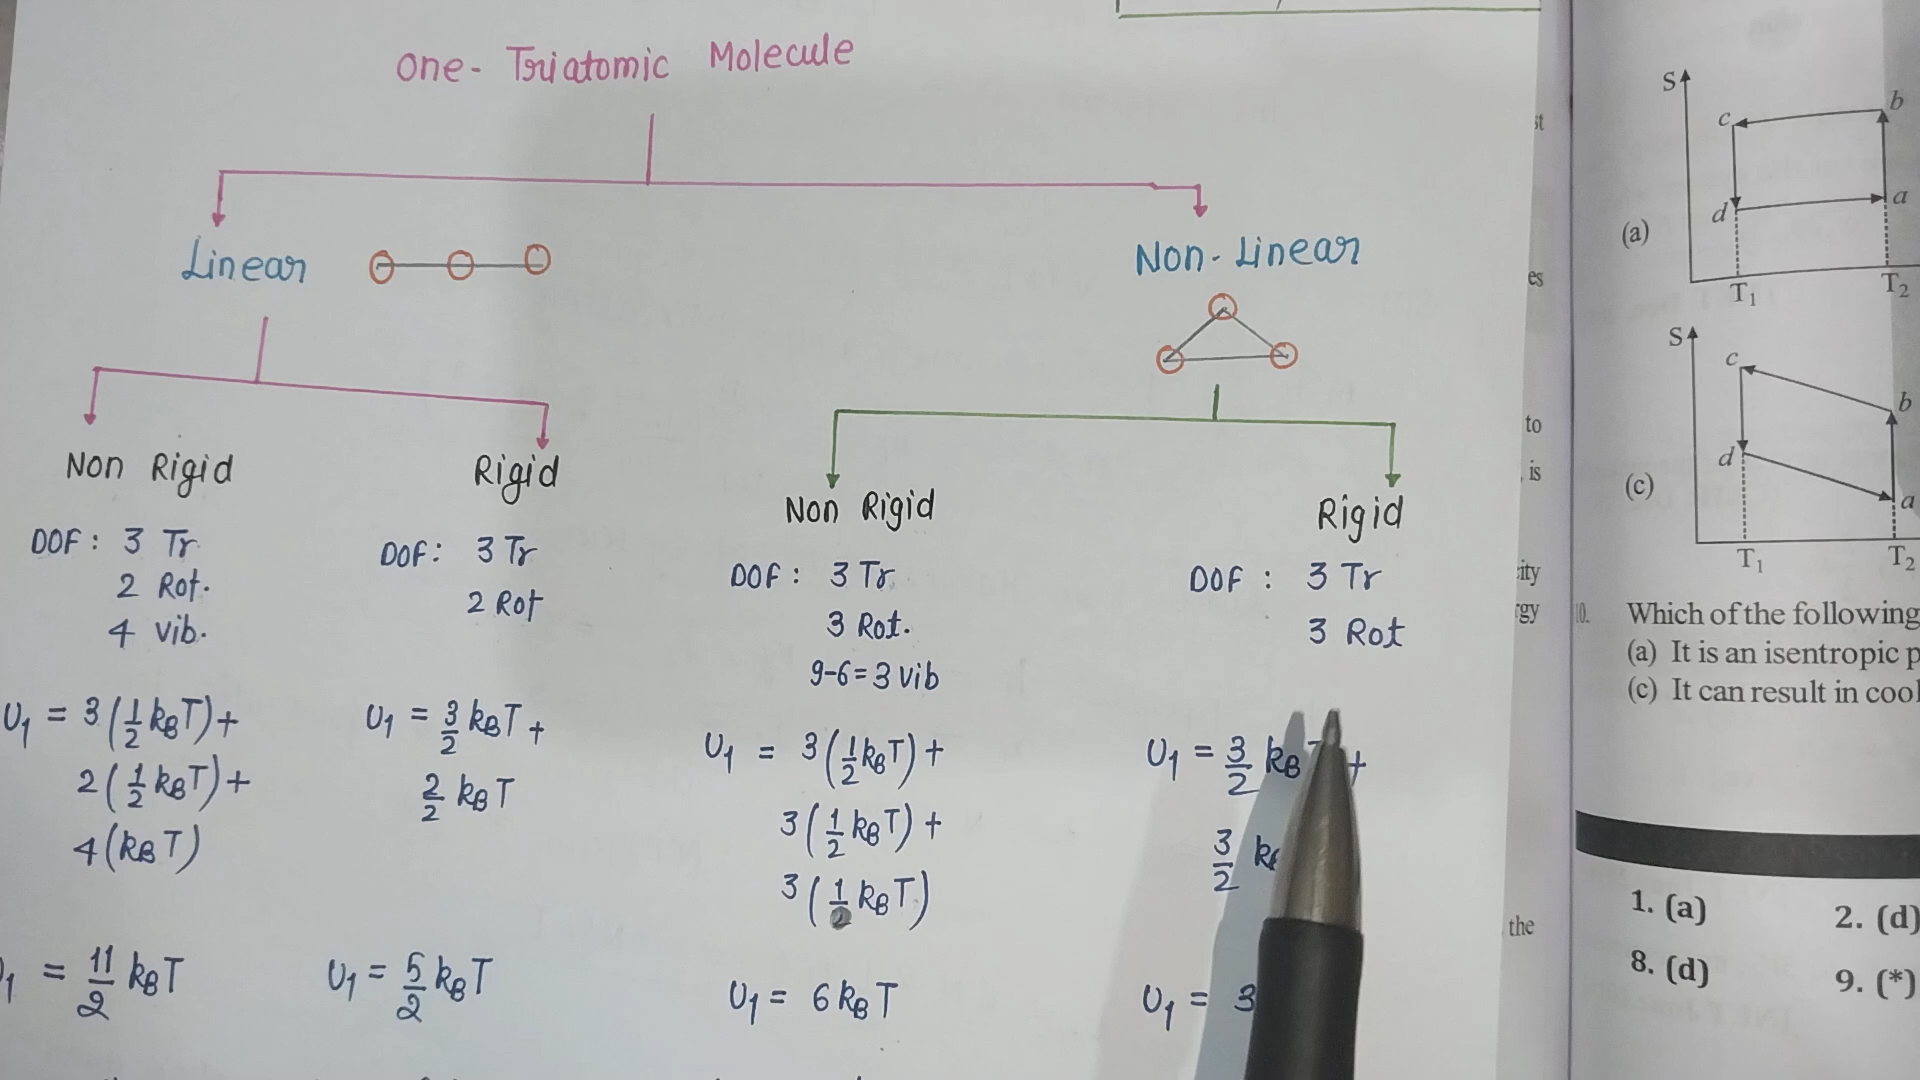 One - Triatomic Molecule
Linear
Non - Linear
Non Rigid
Rigid
Non Rigid
Rigid
DOF : 3 Tr.
2 Rot.
4 vib.
DOF : 3 Tr
2 Rot
DOF : 3 Tr.
3 Rot.
9-6=3 vib
DOF : 3 Tr
3 Rot
U₁ = 3(1/2 kBT)+
2(1/2 kBT)+
4(kBT)
U₁ = 3/2 kBT +
2/2 kBT
U₁ = 3(1/2 kBT) +
3(1/2 kBT) +
3(1/2 kBT)
U₁ = 3/2 kB +
3/2
= 11/2 kBT
U₁ = 5/2 kBT
U₁ = 6 kBT
U₁ = 3
st
es
to
is
the
S
c
b
d
a
(a)
T₁
T₂
S
c
b
d
a
(c)
T₁
T₂
Which of the following
(a) It is an isentropic
(c) It can result in
1. (a)
2. (d)
8. (d)
9. (*)